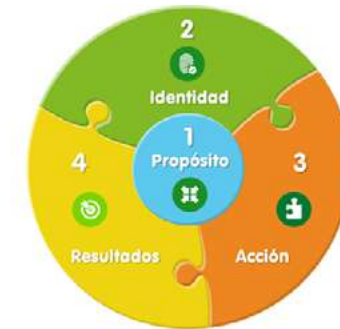 2
Identidad
1
Propósito
4
Resultados
3
Acción